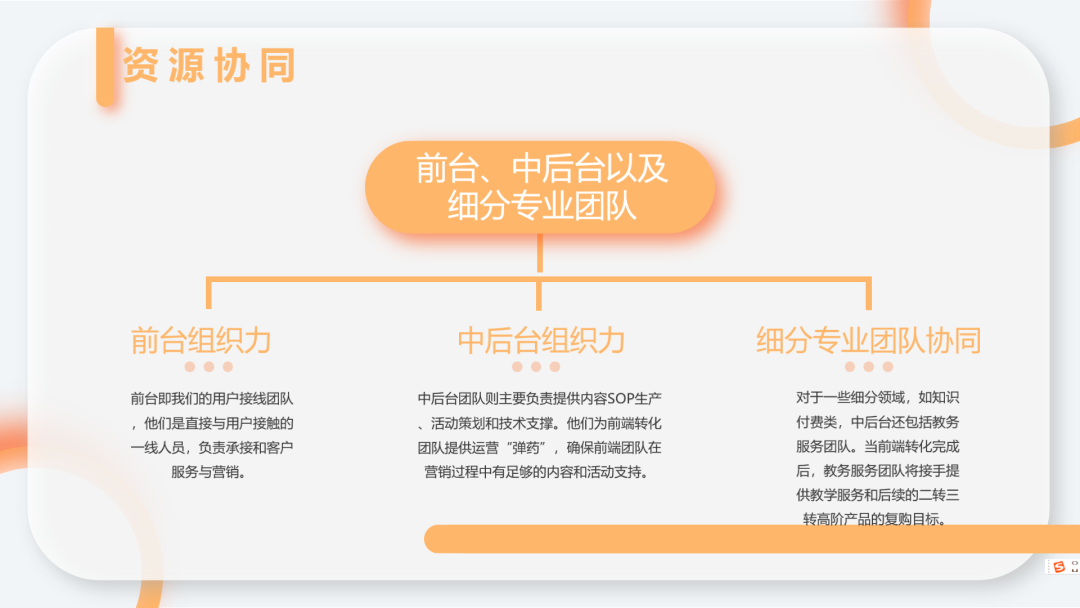 资源协同
前台、中后台以及
细分专业团队
前台组织力
前台即我们的用户接线团队
，他们是直接与用户接触的
一线人员，负责承接和客户
服务与营销。
中后台组织力
中后台团队则主要负责提供内容SOP生产
、活动策划和技术支撑。他们为前端转化
团队提供运营“弹药”，确保前端团队在
营销过程中有足够的内容和活动支持。
细分专业团队协同
对于一些细分领域，如知识
付费类，中后台还包括教务
服务团队。当前端转化完成
后，教务服务团队将接手提
供教学服务和后续的二转三
转高阶产品的复购目标。